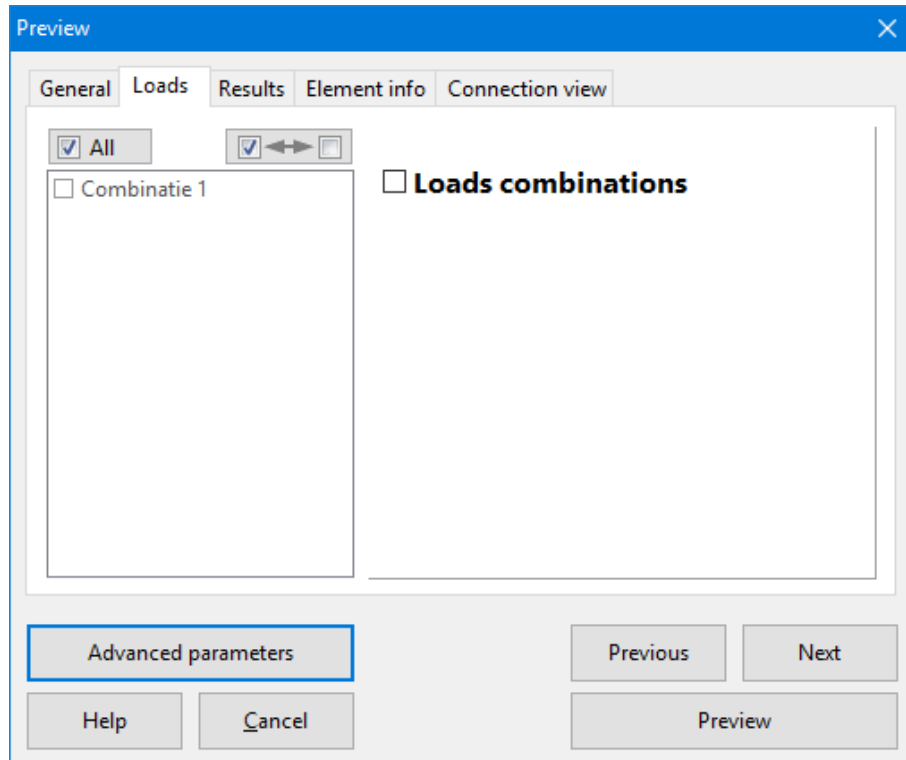 Preview
General Loads Results Element info Connection view
All
Combinatie 1
Loads combinations
Advanced parameters
Previous
Next
Help
Cancel
Preview